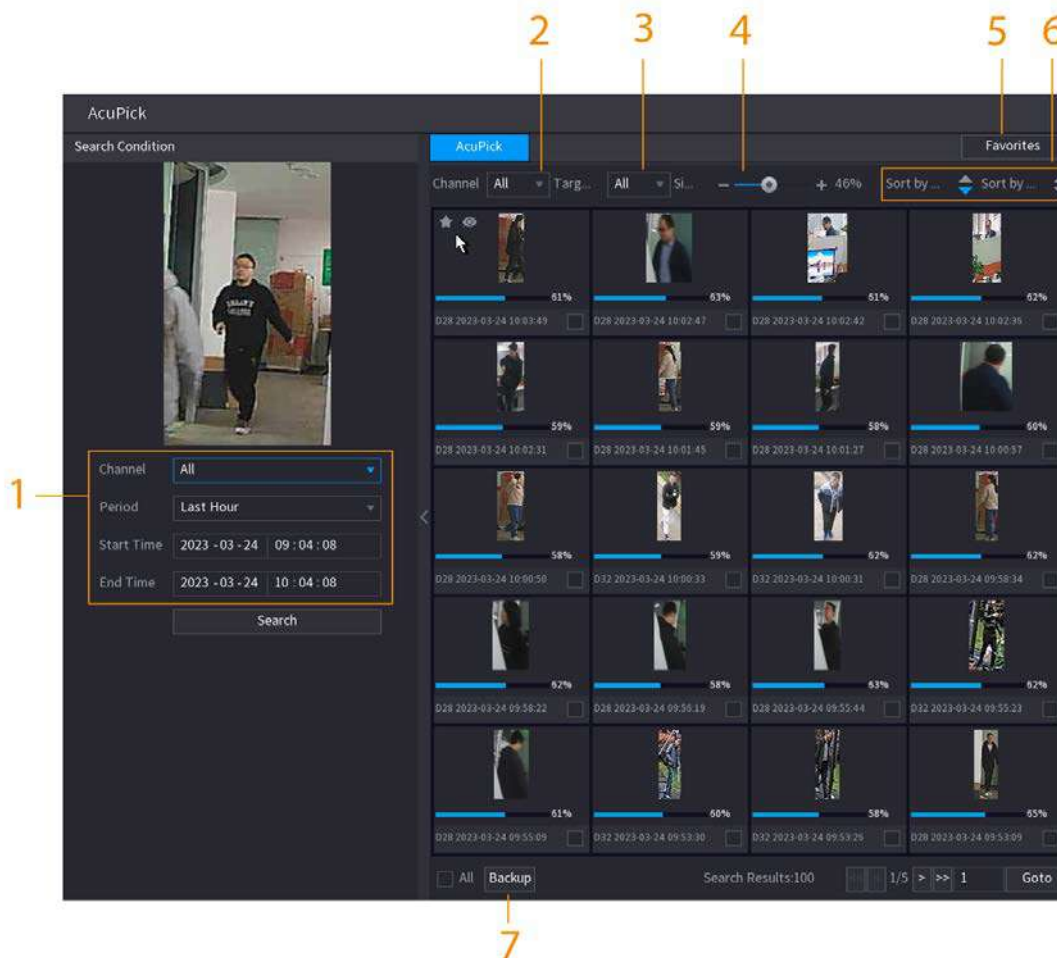 2 3 4 5 6
AcuPick
Search Condition
AcuPick
Favorites
Channel All Targ... All Si... 46% Sort by ... Sort by ...
61% 63% 51% 62%
D28 2023-03-24 10:03:49 D28 2023-03-24 10:02:47 D28 2023-03-24 10:02:42 D28 2023-03-24 10:02:35
59% 59% 58% 60%
D28 2023-03-24 10:02:31 D28 2023-03-24 10:01:45 D28 2023-03-24 10:01:27 D28 2023-03-24 10:00:57
1
Channel All
Period Last Hour
Start Time 2023 -03 -24 09 : 04 : 08
End Time 2023 -03 -24 10 : 04 : 08
Search
58% 59% 62% 62%
D28 2023-03-24 10:00:50 D32 2023-03-24 10:00:33 D32 2023-03-24 10:00:31 D28 2023-03-24 09:58:34
62% 58% 63% 62%
D28 2023-03-24 09:58:22 D28 2023-03-24 09:56:19 D28 2023-03-24 09:55:44 D32 2023-03-24 09:55:23
61% 60% 58% 65%
D28 2023-03-24 09:55:09 D32 2023-03-24 09:53:30 D32 2023-03-24 09:53:26 D28 2023-03-24 09:53:09
All Backup Search Results:100 1/5 > >> 1 Goto
7